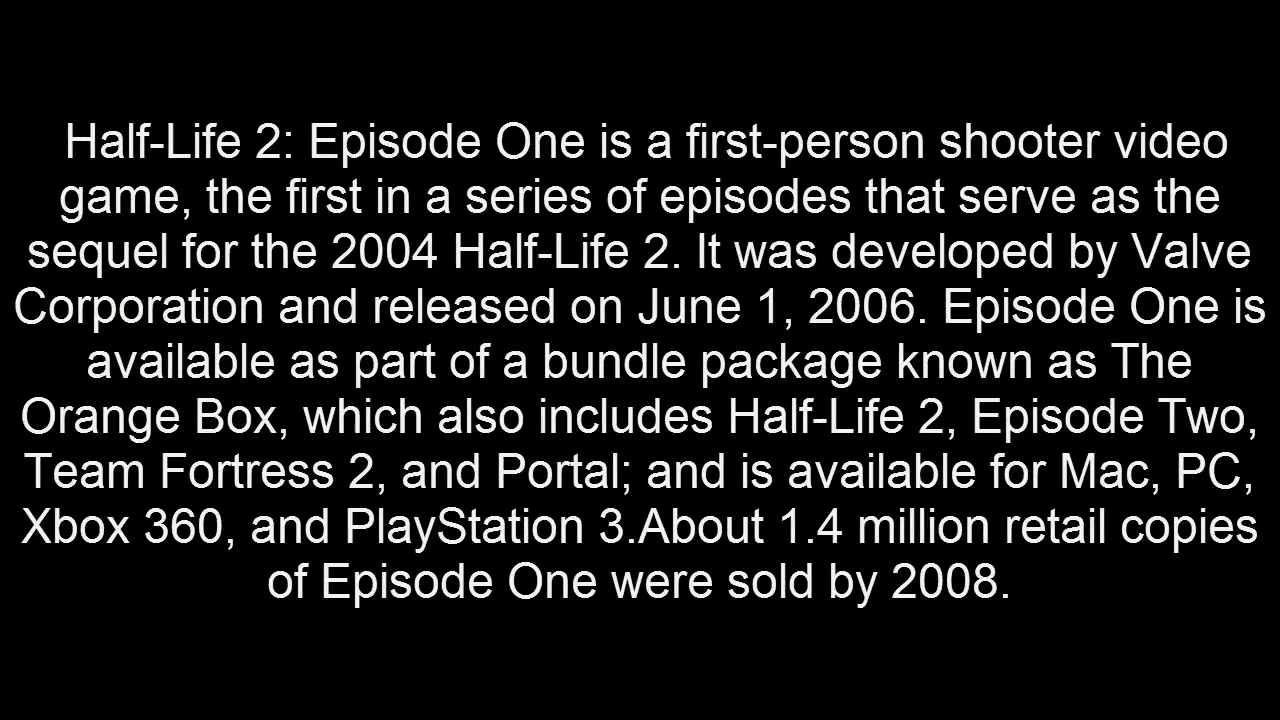 Half-Life 2: Episode One is a first-person shooter video
game, the first in a series of episodes that serve as the
sequel for the 2004 Half-Life 2. It was developed by Valve
Corporation and released on June 1, 2006. Episode One is
available as part of a bundle package known as The
Orange Box, which also includes Half-Life 2, Episode Two,
Team Fortress 2, and Portal; and is available for Mac, PC,
Xbox 360, and PlayStation 3.About 1.4 million retail copies
of Episode One were sold by 2008.